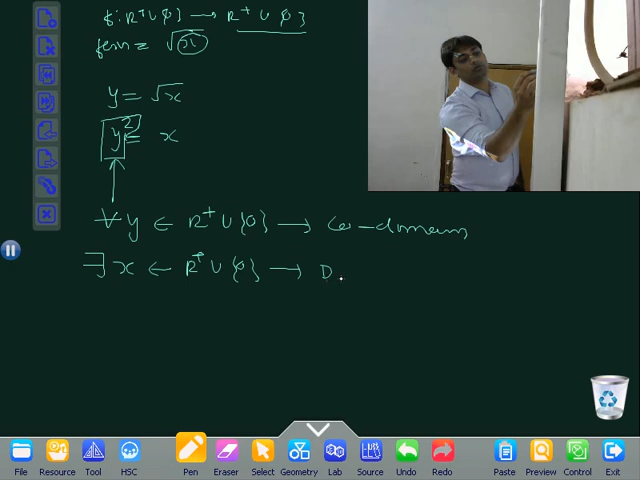 f: R⁺ ∪ {0} → R⁺ ∪ {0}
f(x) = √x
y = √x
y² = x
∀ y ∈ R⁺ ∪ {0} → Co-domain
∃ x ∈ R⁺ ∪ {0} → D
File Resource Tool HSC Pen Eraser Select Geometry Lab Source Undo Redo Paste Preview Control Exit